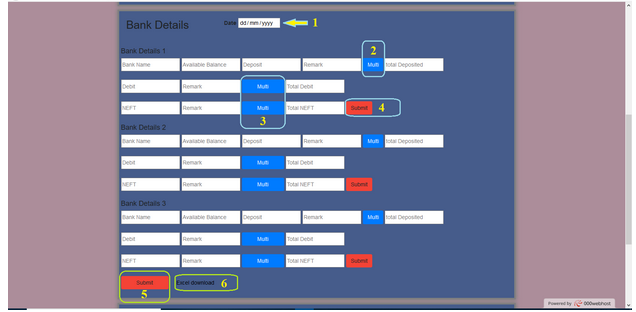 Bank Details Date dd/mm/yyyy 1
Bank Details 1 2
Bank Name Available Balance Deposit Remark Multi Total Deposited
Debit Remark Multi Total Debit
NEFT Remark Multi Total NEFT Submit 4
3
Bank Details 2
Bank Name Available Balance Deposit Remark Multi total Deposited
Debit Remark Multi Total Debit
NEFT Remark Multi Total NEFT Submit
Bank Details 3
Bank Name Available Balance Deposit Remark Multi Total Deposited
Debit Remark Multi Total Debit
NEFT Remark Multi Total NEFT Submit
Submit Excel download 6
5
Powered by 000webhost